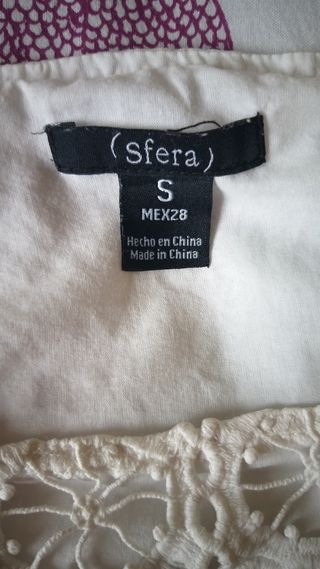 (sfera)
S
MEX28
Hecho en China
Made in China